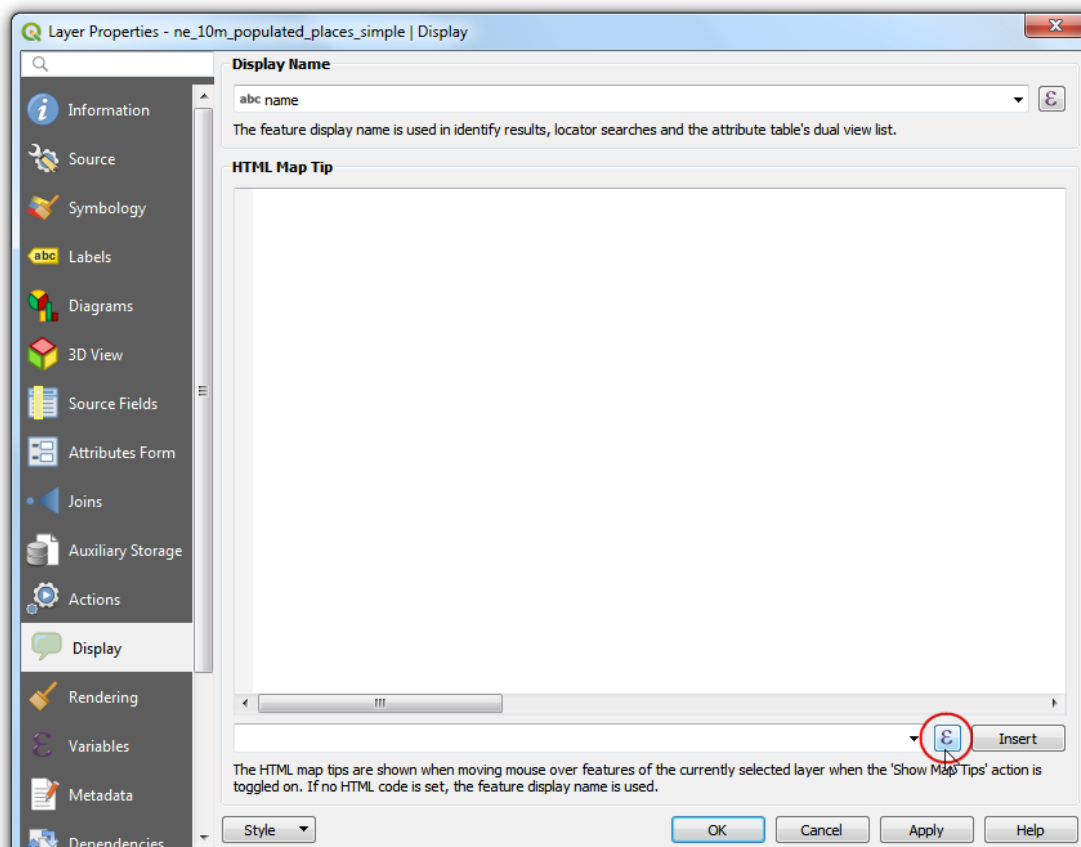 Layer Properties - ne_10m_populated_places_simple | Display
Information
Source
Symbology
abc Labels
Diagrams
3D View
Source Fields
Attributes Form
Joins
Auxiliary Storage
Actions
Display
Rendering
ε Variables
Metadata
Dependencies
Display Name
abc name ε
The feature display name is used in identify results, locator searches and the attribute table's dual view list.
HTML Map Tip
ε Insert
The HTML map tips are shown when moving mouse over features of the currently selected layer when the 'Show Map Tips' action is
toggled on. If no HTML code is set, the feature display name is used.
Style OK Cancel Apply Help